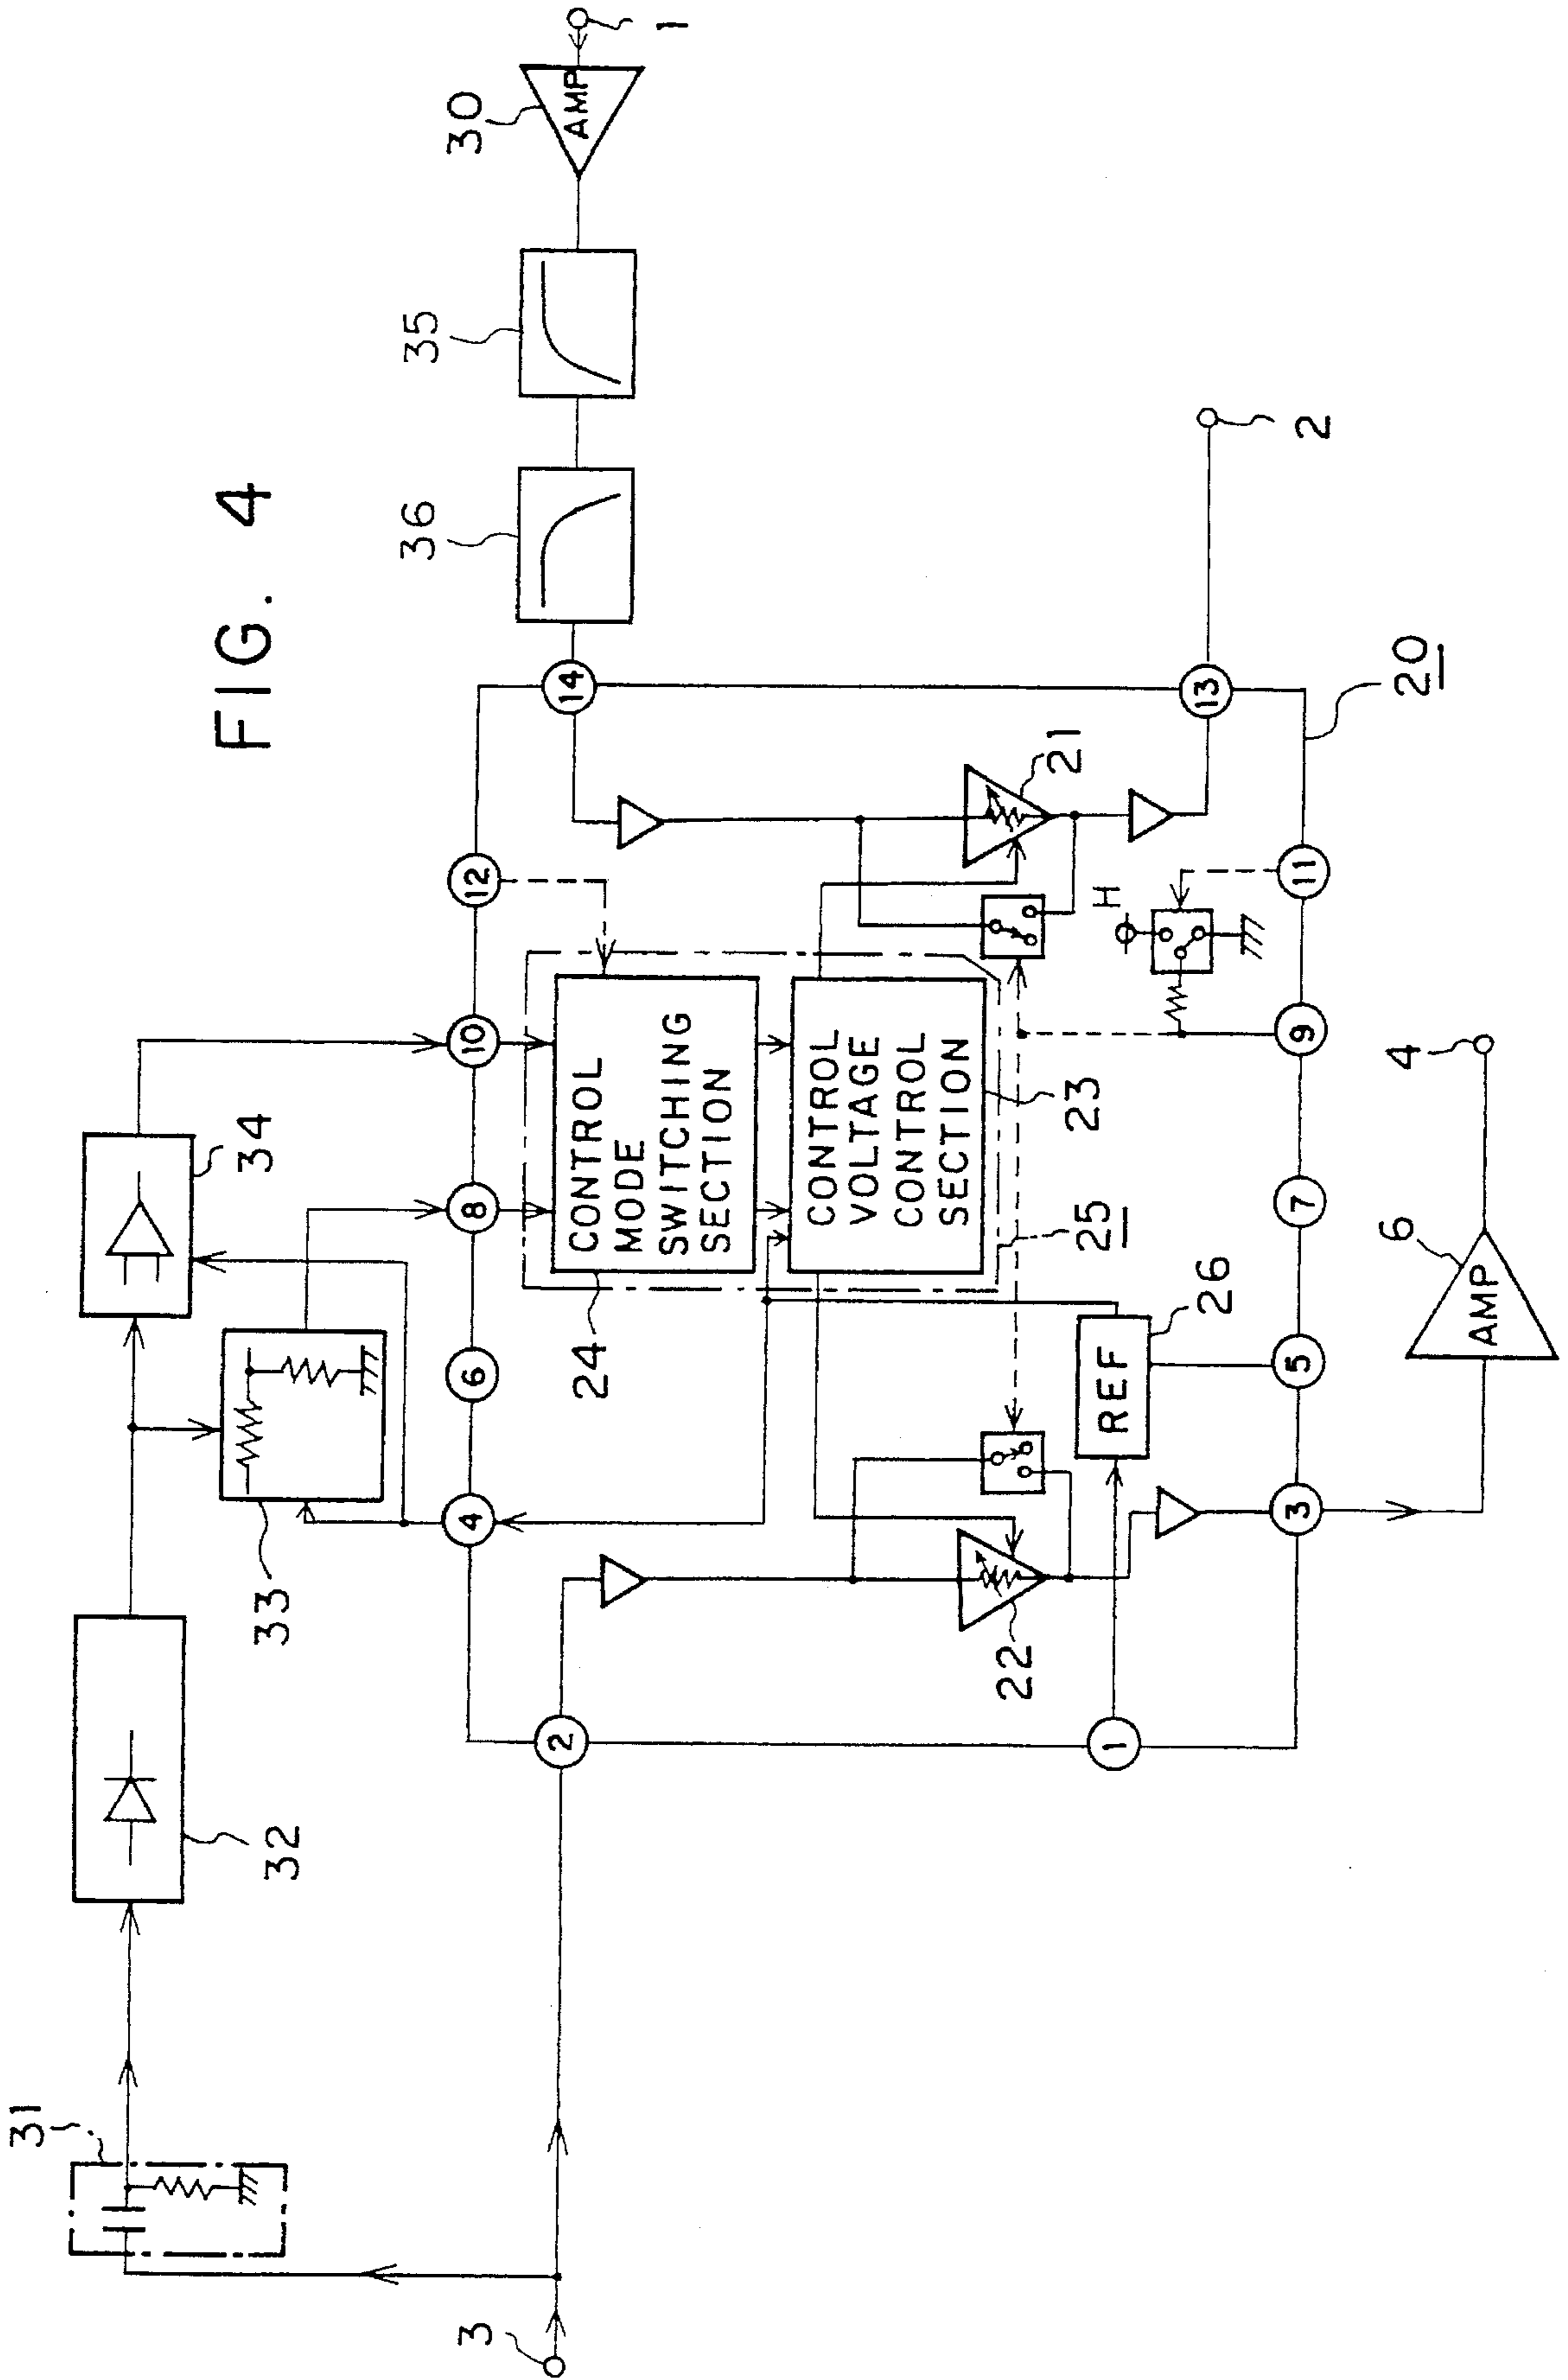 FIG. 4
31
32
34
33
3
2
4
6
8
10
12
14
36
35
30
AMP
1
24
CONTROL
MODE
SWITCHING
SECTION
CONTROL
VOLTAGE
CONTROL
SECTION
23
25
22
21
H
REF
26
1
3
5
7
9
11
13
2
20
6
AMP
4